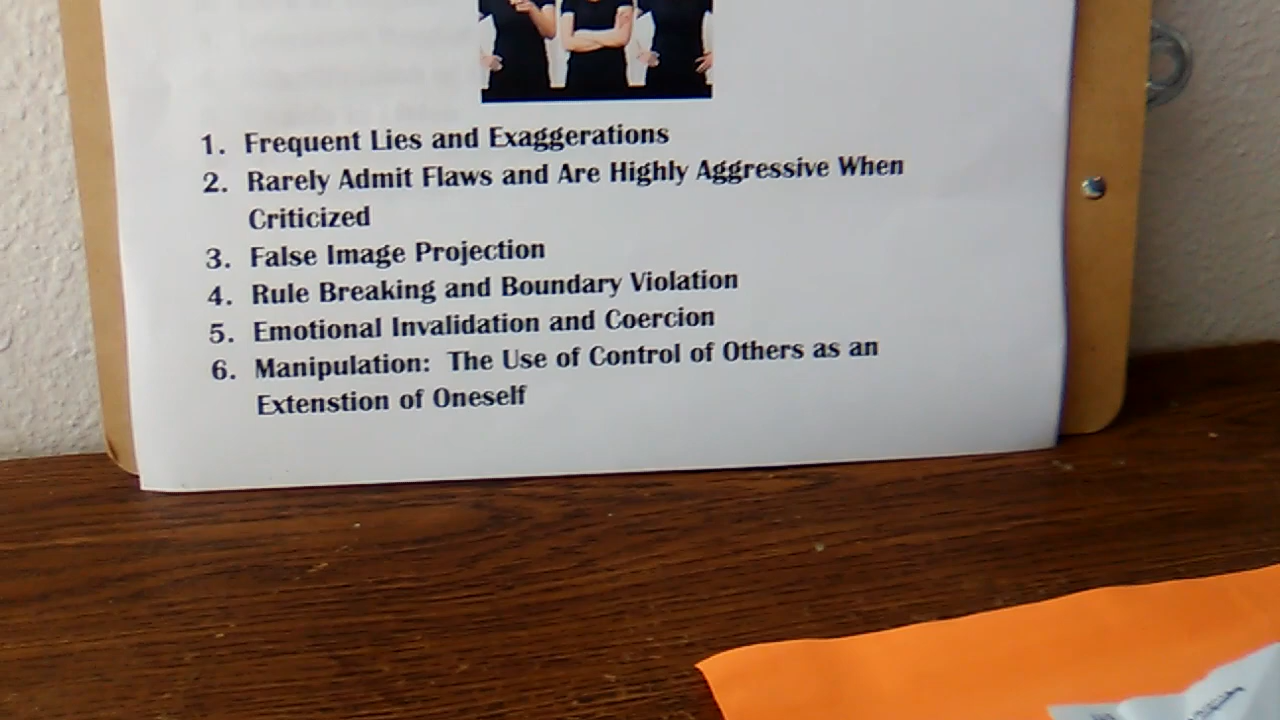 1. Frequent Lies and Exaggerations
2. Rarely Admit Flaws and Are Highly Aggressive When
Criticized
3. False Image Projection
4. Rule Breaking and Boundary Violation
5. Emotional Invalidation and Coercion
6. Manipulation: The Use of Control of Others as an
Extenstion of Oneself